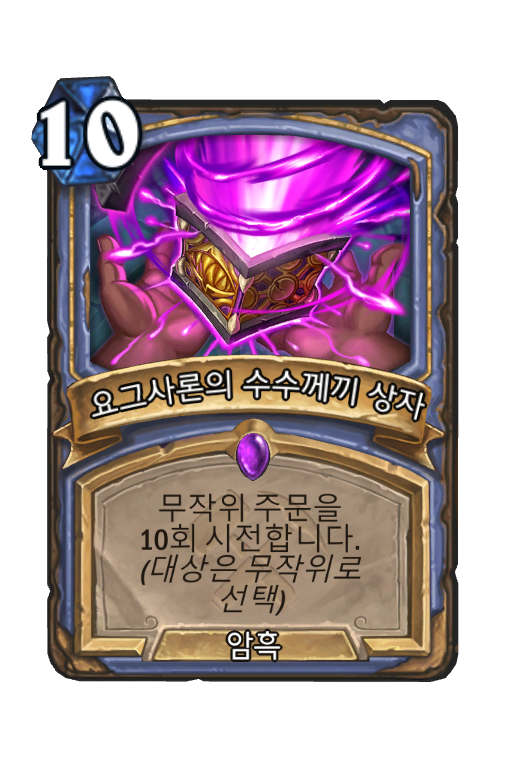 10
요그사론의 수수께끼 상자
무작위 주문을
10회 시전합니다.
(대상은 무작위로
선택)
암흑